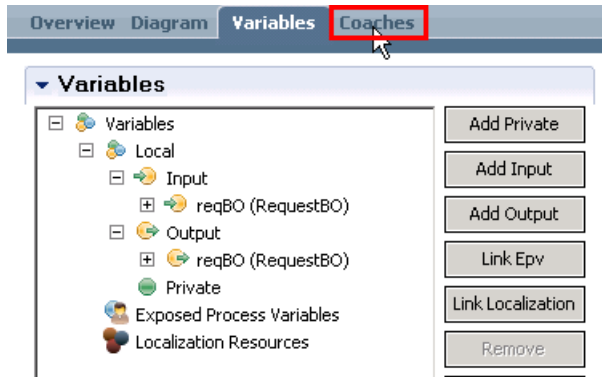 Overview Diagram Variables Coaches
Variables
Variables
Add Private
Local
Input
Add Input
reqBO (RequestBO)
Add Output
Output
reqBO (RequestBO)
Link Epv
Private
Exposed Process Variables
Link Localization
Localization Resources
Remove